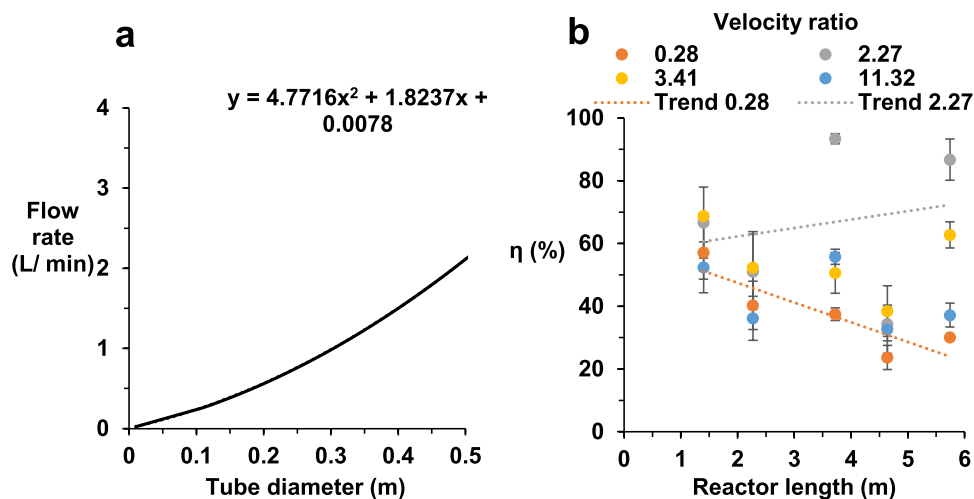 a
y = 4.7716x² + 1.8237x +
0.0078
4
3
Flow
rate
(L/ min)
2
1
0
0 0.1 0.2 0.3 0.4 0.5
Tube diameter (m)
b
Velocity ratio
0.28 2.27
3.41 11.32
Trend 0.28 Trend 2.27
100
80
60
η (%)
40
20
0
0 1 2 3 4 5 6
Reactor length (m)